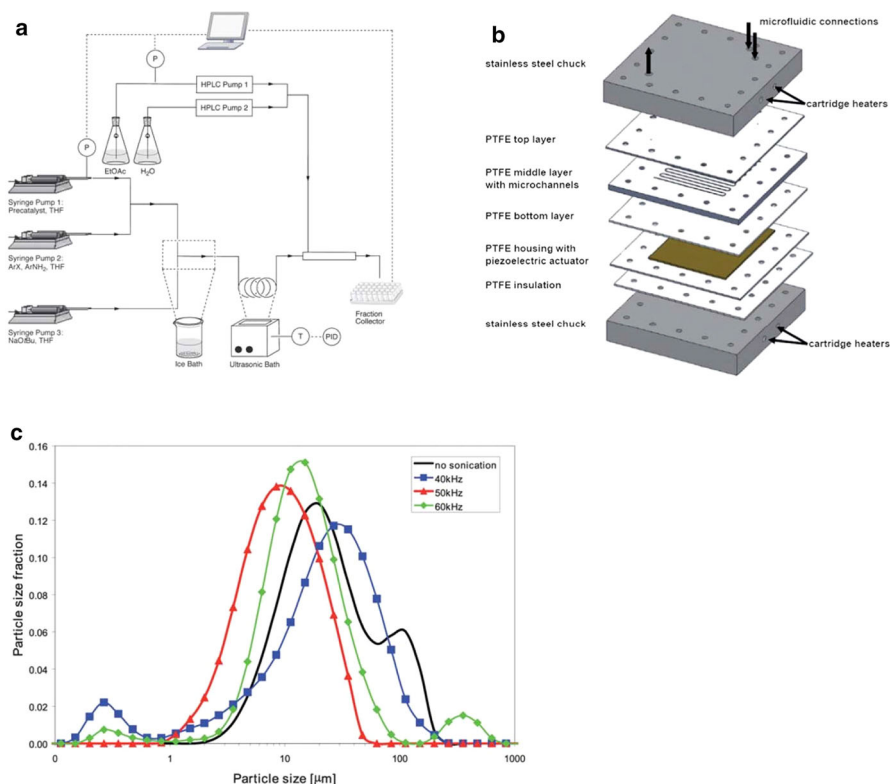 a
P
HPLC Pump 1
HPLC Pump 2
P
EtOAc
H₂O
Syringe Pump 1:
Precatalyst, THF
Syringe Pump 2:
ArX, ArNH₂, THF
Syringe Pump 3:
NaOtBu, THF
Ice Bath
Ultrasonic Bath
T
PID
Fraction
Collector
b
microfluidic connections
stainless steel chuck
cartridge heaters
PTFE top layer
PTFE middle layer
with microchannels
PTFE bottom layer
PTFE housing with
piezoelectric actuator
PTFE insulation
stainless steel chuck
cartridge heaters
c
Particle size fraction
0.16
0.14
0.12
0.10
0.08
0.06
0.04
0.02
0.00
no sonication
40kHz
50kHz
60kHz
0
1
10
100
1000
Particle size [µm]